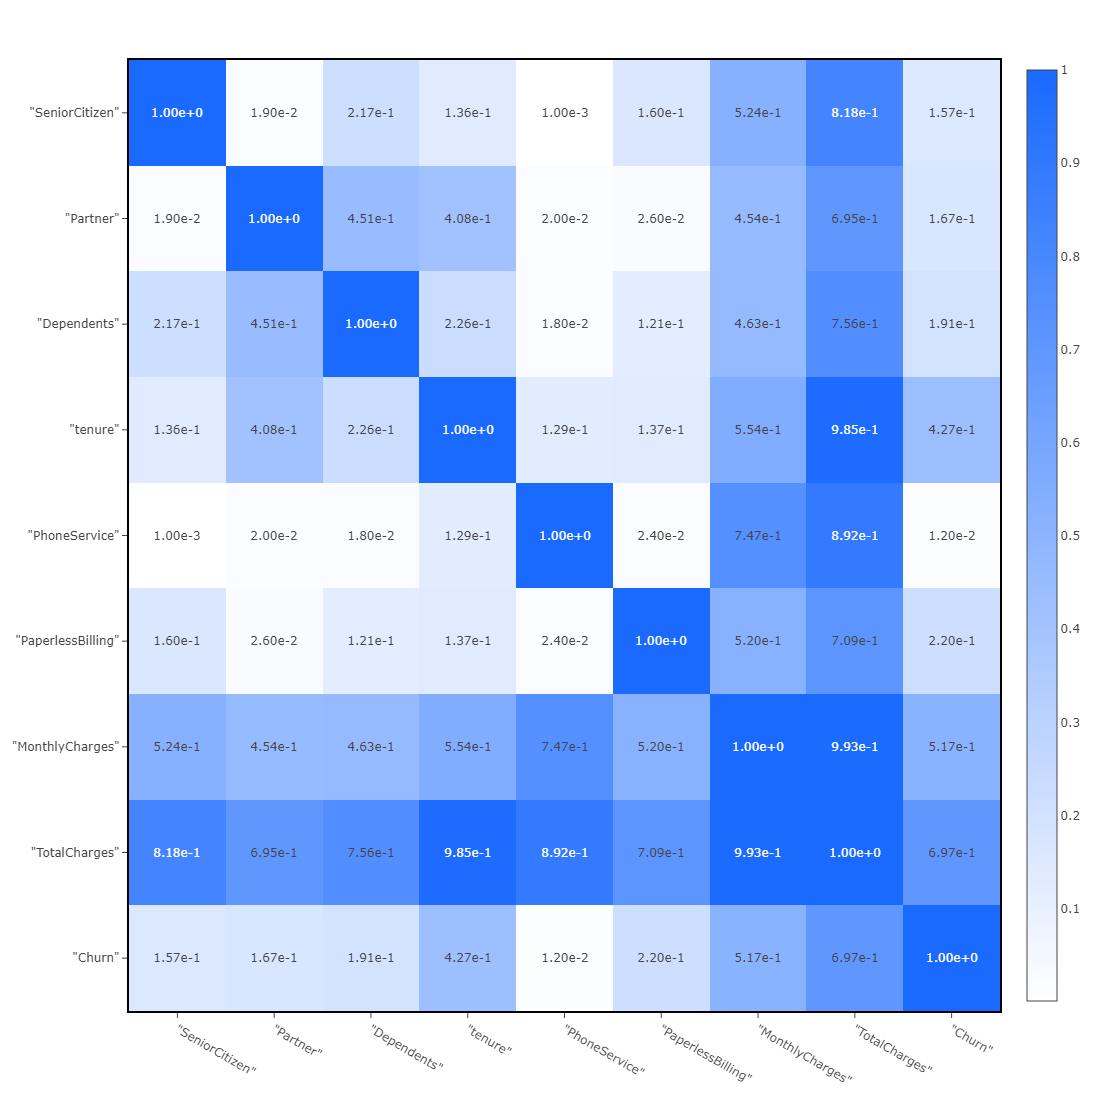 1
"SeniorCitizen" 1.00e+0 1.90e-2 2.17e-1 1.36e-1 1.00e-3 1.60e-1 5.24e-1 8.18e-1 1.57e-1
0.9
"Partner" 1.90e-2 1.00e+0 4.51e-1 4.08e-1 2.00e-2 2.60e-2 4.54e-1 6.95e-1 1.67e-1
0.8
"Dependents" 2.17e-1 4.51e-1 1.00e+0 2.26e-1 1.80e-2 1.21e-1 4.63e-1 7.56e-1 1.91e-1
0.7
"tenure" 1.36e-1 4.08e-1 2.26e-1 1.00e+0 1.29e-1 1.37e-1 5.54e-1 9.85e-1 4.27e-1
0.6
"PhoneService" 1.00e-3 2.00e-2 1.80e-2 1.29e-1 1.00e+0 2.40e-2 7.47e-1 8.92e-1 1.20e-2
0.5
"PaperlessBilling" 1.60e-1 2.60e-2 1.21e-1 1.37e-1 2.40e-2 1.00e+0 5.20e-1 7.09e-1 2.20e-1
0.4
0.3
"MonthlyCharges" 5.24e-1 4.54e-1 4.63e-1 5.54e-1 7.47e-1 5.20e-1 1.00e+0 9.93e-1 5.17e-1
0.2
"TotalCharges" 8.18e-1 6.95e-1 7.56e-1 9.85e-1 8.92e-1 7.09e-1 9.93e-1 1.00e+0 6.97e-1
0.1
"Churn" 1.57e-1 1.67e-1 1.91e-1 4.27e-1 1.20e-2 2.20e-1 5.17e-1 6.97e-1 1.00e+0
"SeniorCitizen" "Partner" "Dependents" "tenure" "PhoneService" "PaperlessBilling" "MonthlyCharges" "TotalCharges" "Churn"